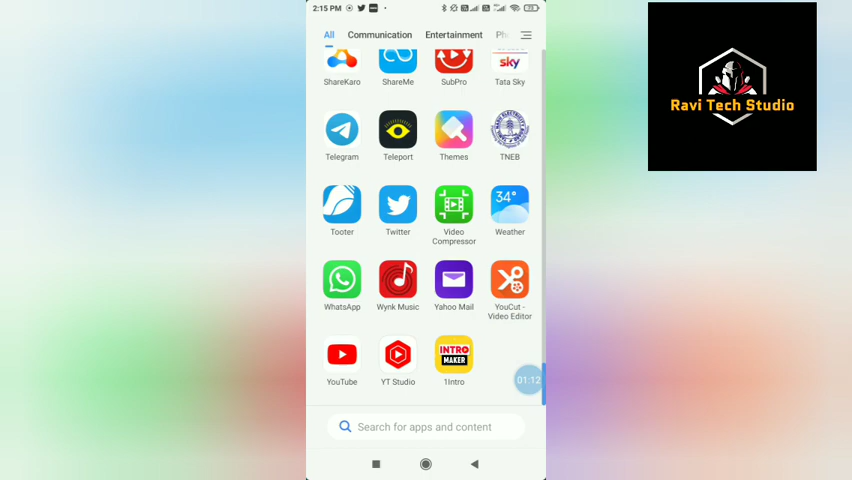 2:15 PM
All Communication Entertainment Ph
ShareKaro ShareMe SubPro sky Tata Sky
Telegram Teleport Themes TNEB
34°
Tooter Twitter Video Compressor Weather
WhatsApp Wynk Music Yahoo Mail YouCut - Video Editor
INTRO MAKER
YouTube YT Studio 1Intro
01:12
Search for apps and content
Ravi Tech Studio